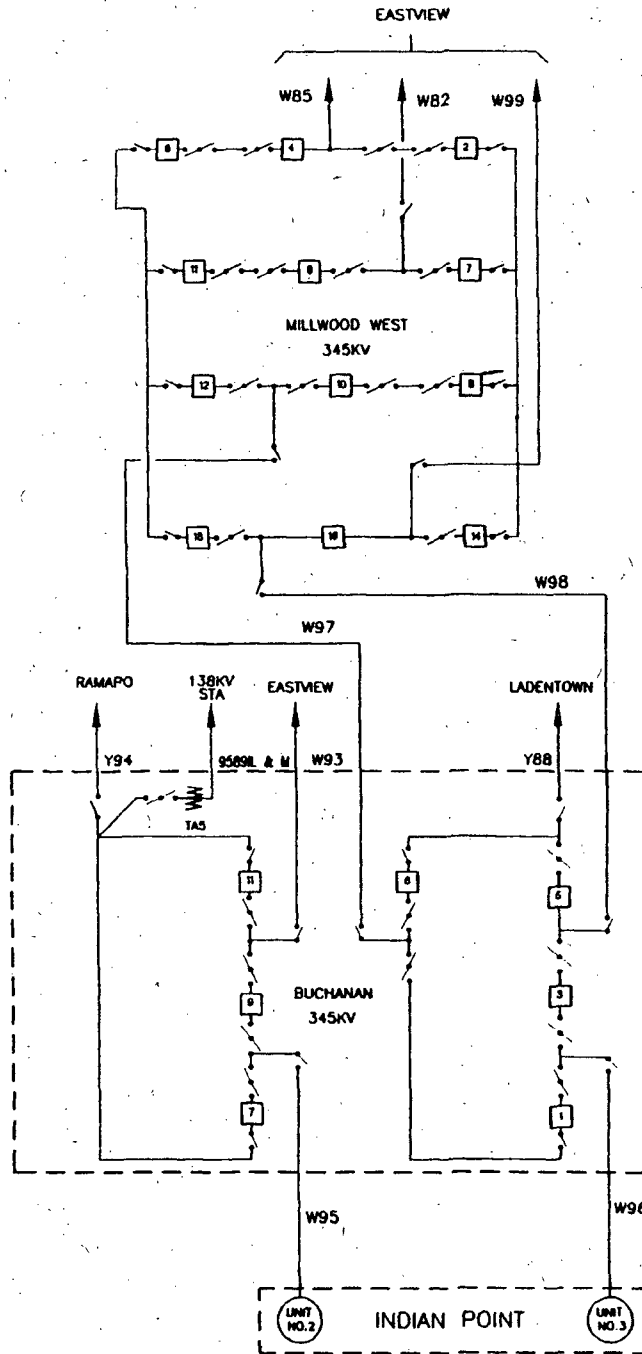 EASTVIEW
W85
W82
W99
6 4 2
11 9 7
MILLWOOD WEST
345KV
12 10 8
18 16 14
W98
W97
RAMAPO
138KV
STA
EASTVIEW
LADENTOWN
Y94
W93
Y88
TA5
11
6
5
9
3
BUCHANAN
345KV
7
1
W95
W96
UNIT
NO.2
INDIAN POINT
UNIT
NO.3